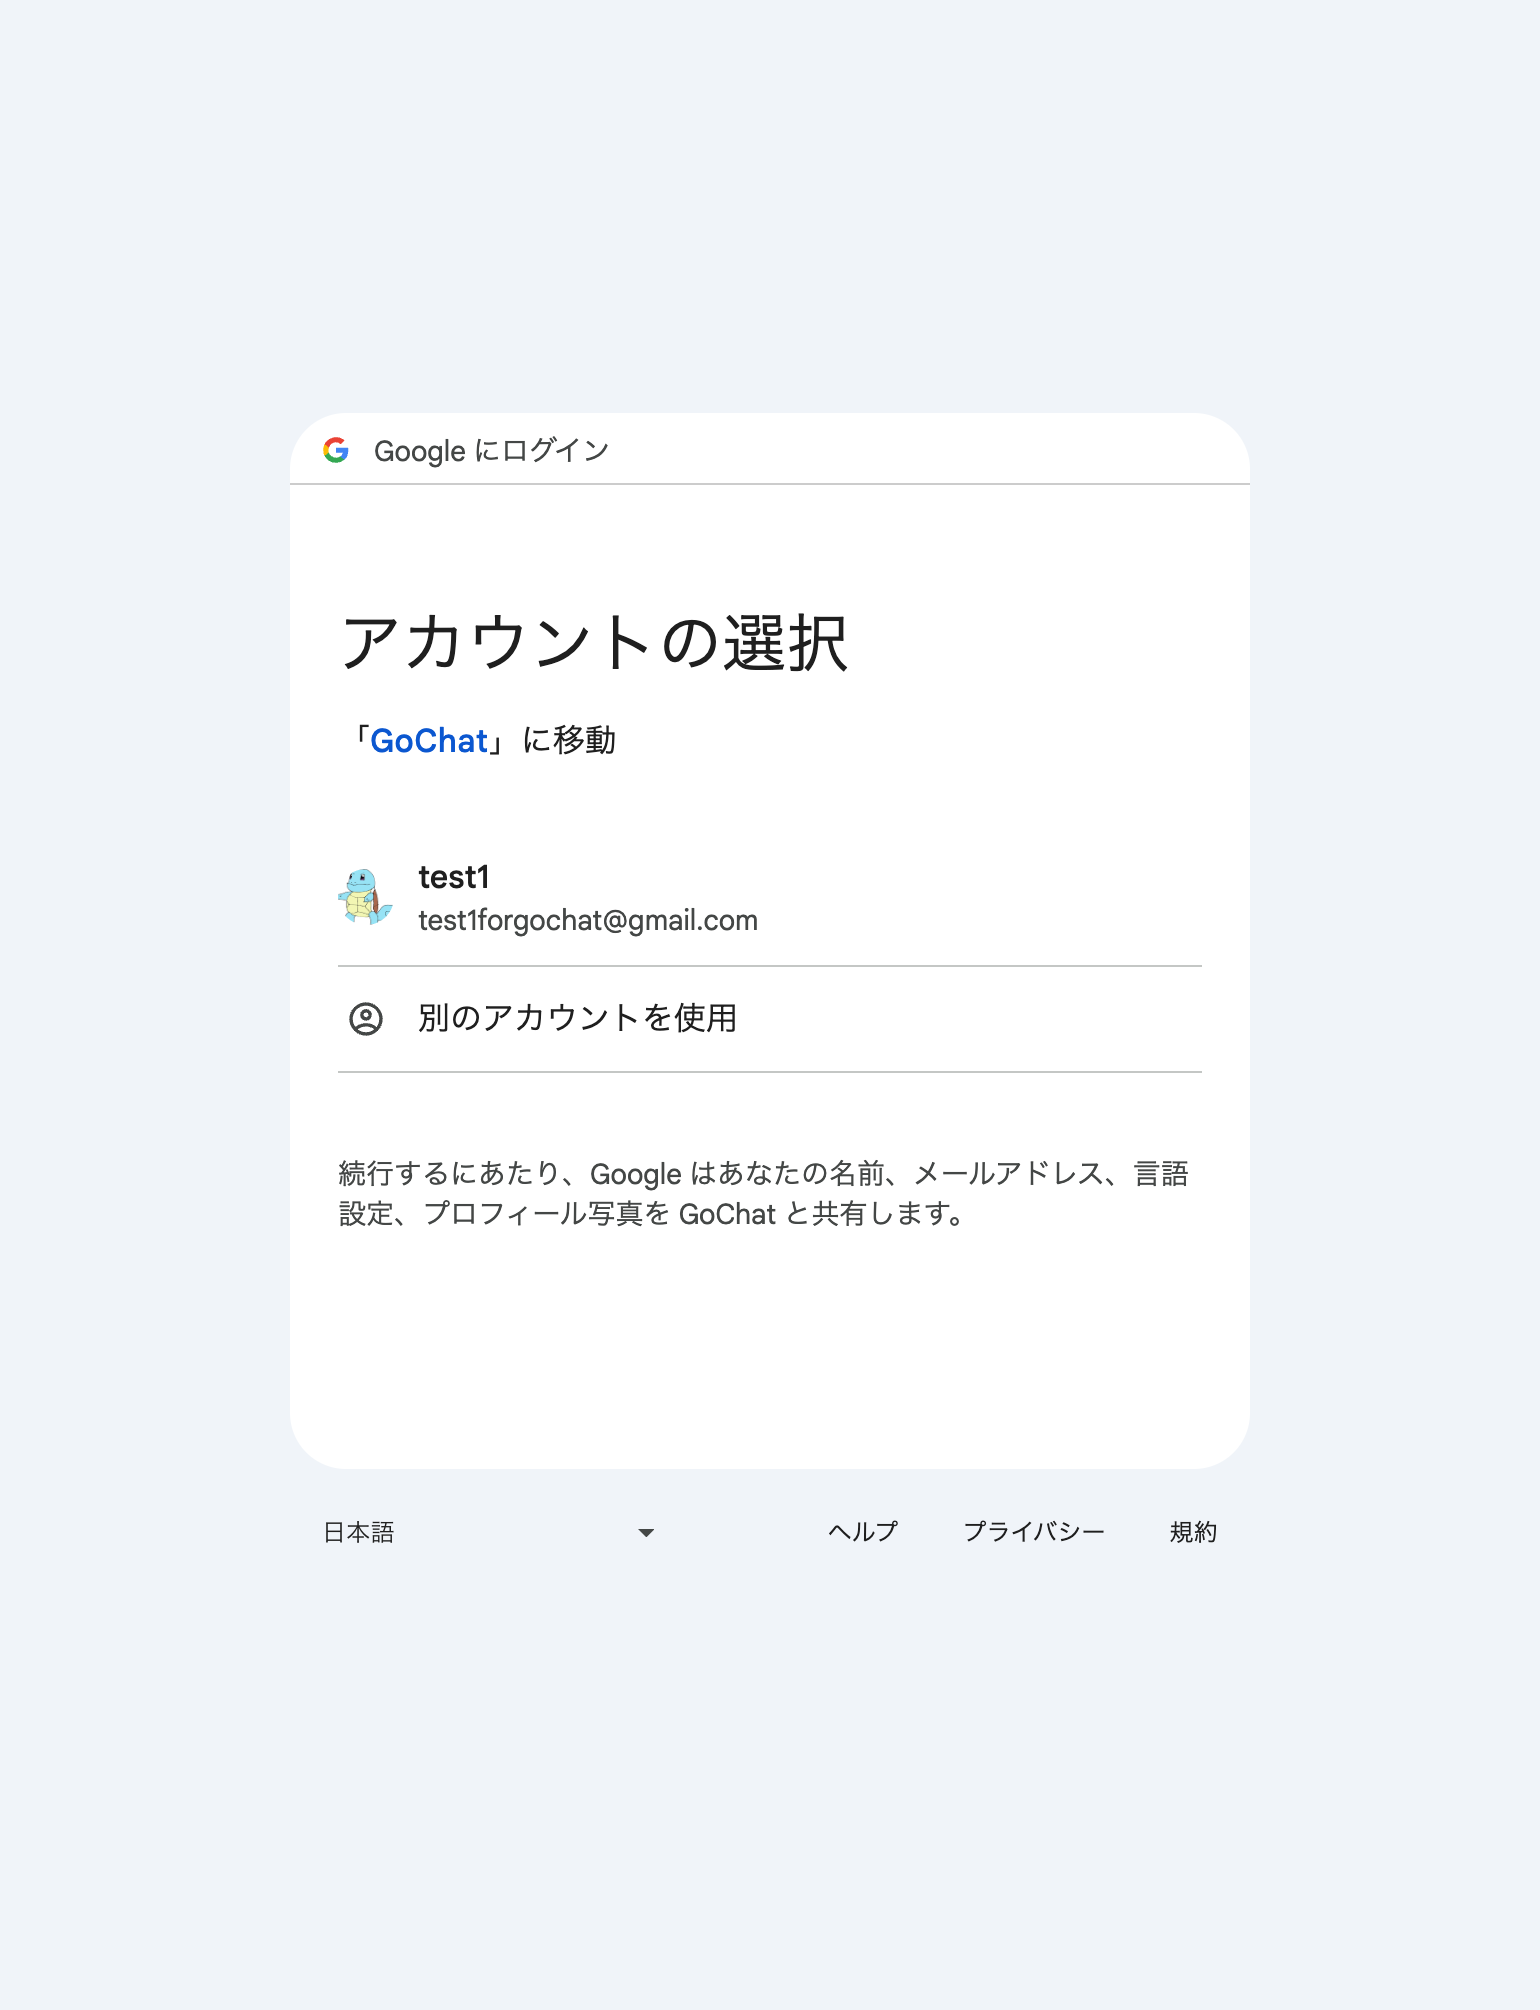 Google にログイン
アカウントの選択
「GoChat」に移動
test1
test1forgochat@gmail.com
別のアカウントを使用
続行するにあたり、Google はあなたの名前、メールアドレス、言語
設定、プロフィール写真を GoChat と共有します。
日本語 ヘルプ プライバシー 規約